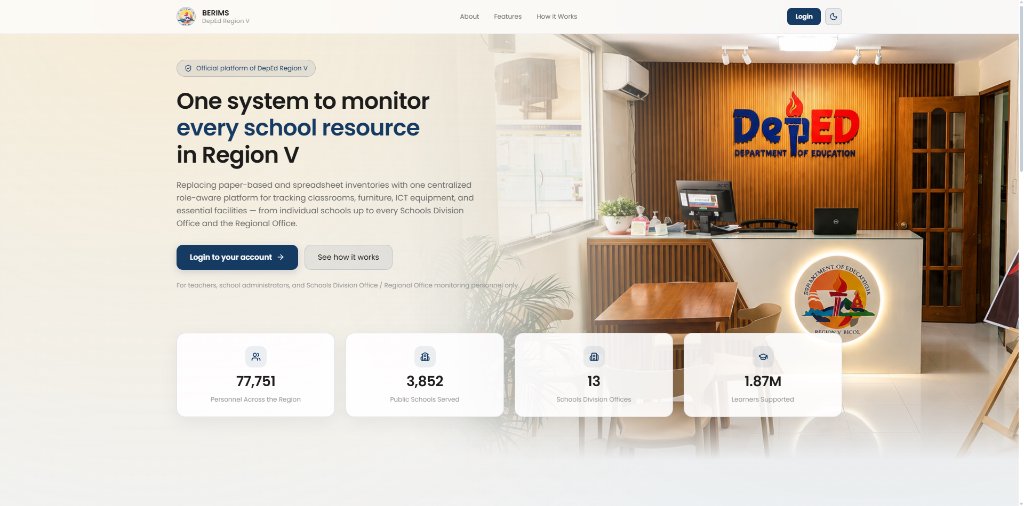 BERIMS
DepEd Region V
About
Features
How It Works
Login
Official platform of DepEd Region V
One system to monitor
every school resource
in Region V
Replacing paper-based and spreadsheet inventories with one centralized
role-aware platform for tracking classrooms, furniture, ICT equipment, and
essential facilities — from individual schools up to every Schools Division
Office and the Regional Office.
Login to your account
See how it works
For teachers, school administrators, and Schools Division Office / Regional Office monitoring personnel only.
DepED
DEPARTMENT OF EDUCATION
DEPARTMENT OF EDUCATION
REGION V, BICOL
77,751
Personnel Across the Region
3,852
Public Schools Served
13
Schools Division Offices
1.87M
Learners Supported